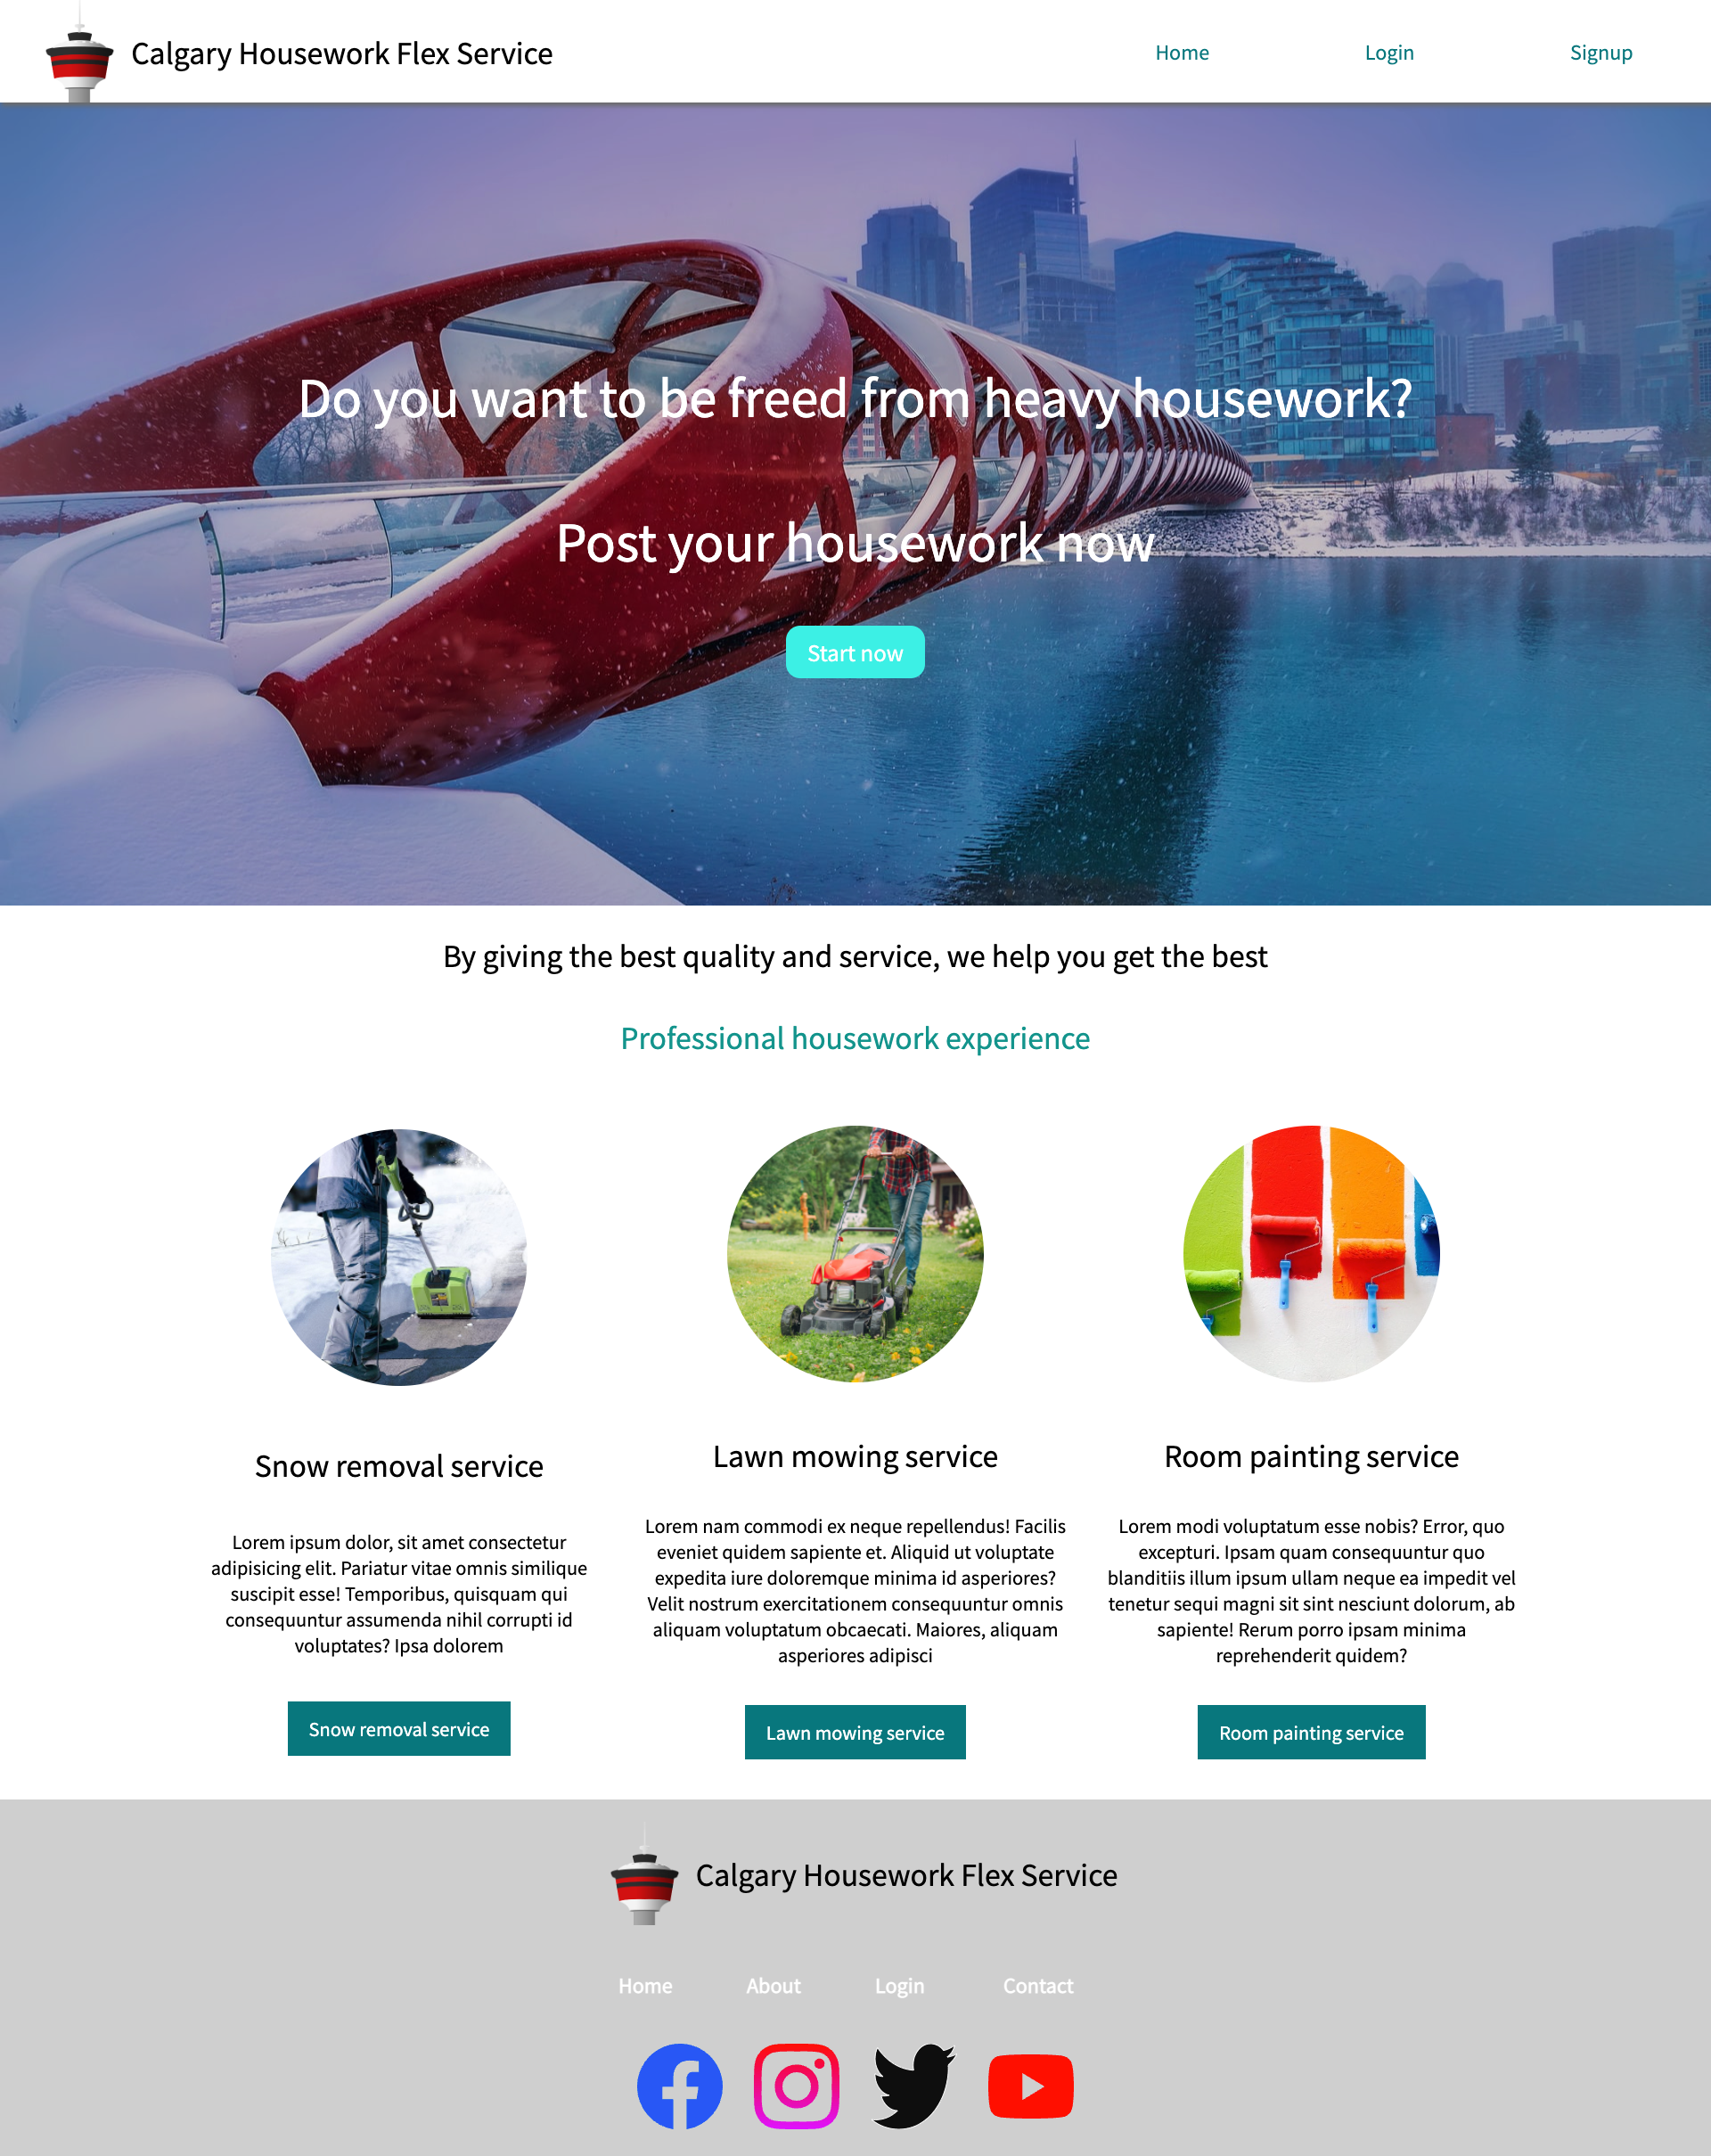 Calgary Housework Flex Service
Home
Login
Signup
Do you want to be freed from heavy housework?
Post your housework now
Start now
By giving the best quality and service, we help you get the best
Professional housework experience
Snow removal service
Lorem ipsum dolor, sit amet consectetur
adipisicing elit. Pariatur vitae omnis similique
suscipit esse! Temporibus, quisquam qui
consequuntur assumenda nihil corrupti id
voluptates? Ipsa dolorem
Snow removal service
Lawn mowing service
Lorem nam commodi ex neque repellendus! Facilis
eveniet quidem sapiente et. Aliquid ut voluptate
expedita iure doloremque minima id asperiores?
Velit nostrum exercitationem consequuntur omnis
aliquam voluptatum obcaecati. Maiores, aliquam
asperiores adipisci
Lawn mowing service
Room painting service
Lorem modi voluptatum esse nobis? Error, quo
excepturi. Ipsam quam consequuntur quo
blanditiis illum ipsum ullam neque ea impedit vel
tenetur sequi magni sit sint nesciunt dolorum, ab
sapiente! Rerum porro ipsam minima
reprehenderit quidem?
Room painting service
Calgary Housework Flex Service
Home
About
Login
Contact